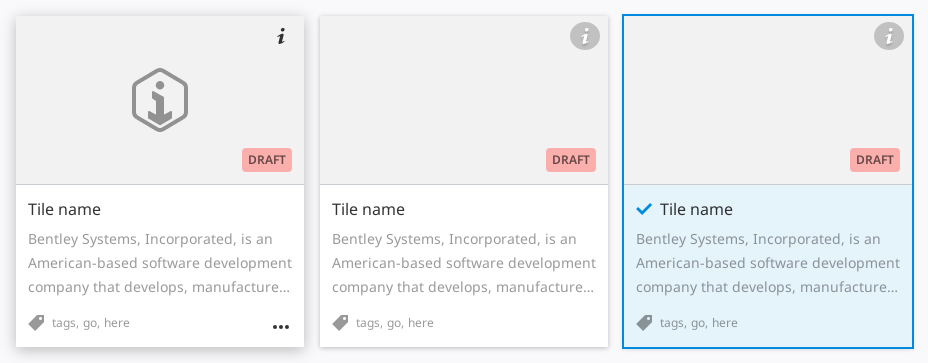 i
DRAFT
Tile name
Bentley Systems, Incorporated, is an
American-based software development
company that develops, manufacture...
tags, go, here
i
DRAFT
Tile name
Bentley Systems, Incorporated, is an
American-based software development
company that develops, manufacture...
tags, go, here
i
DRAFT
Tile name
Bentley Systems, Incorporated, is an
American-based software development
company that develops, manufacture...
tags, go, here